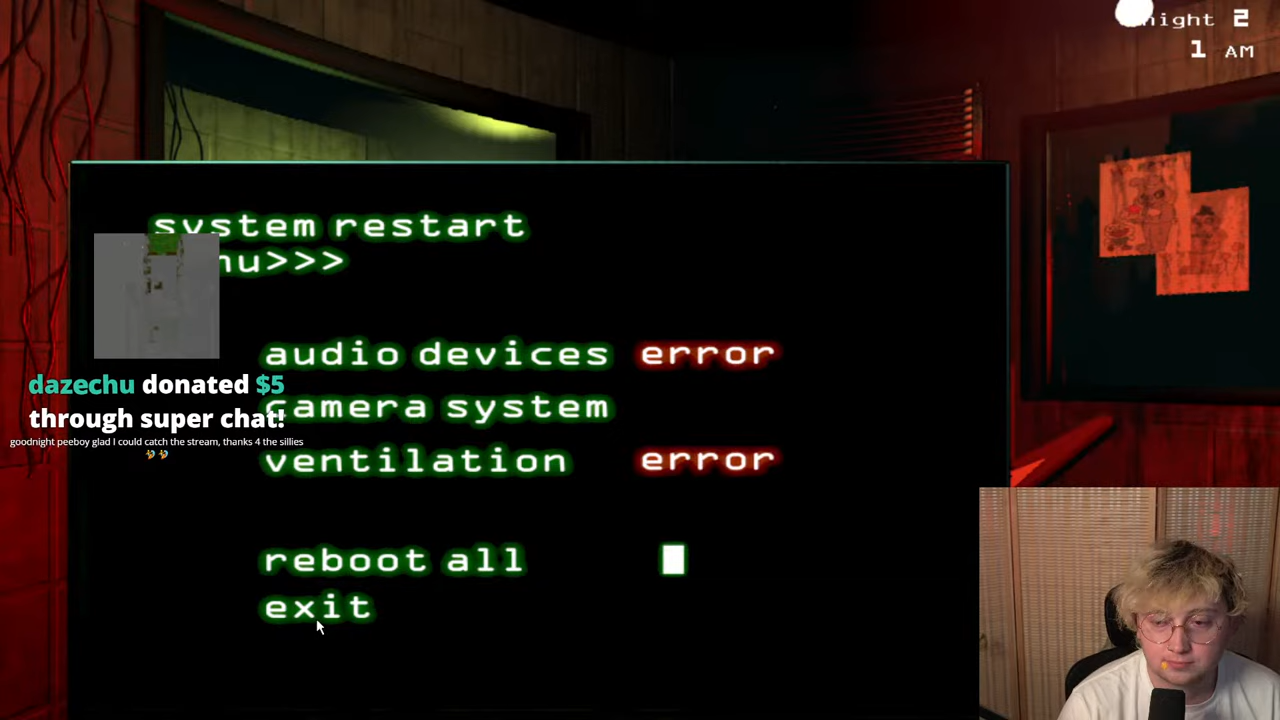 night 2
1 AM
system restart
nu>>>
audio devices error
camera system
ventilation error
reboot all
exit
dazechu donated $5
through super chat!
goodnight peeboy glad I could catch the stream, thanks 4 the sillies